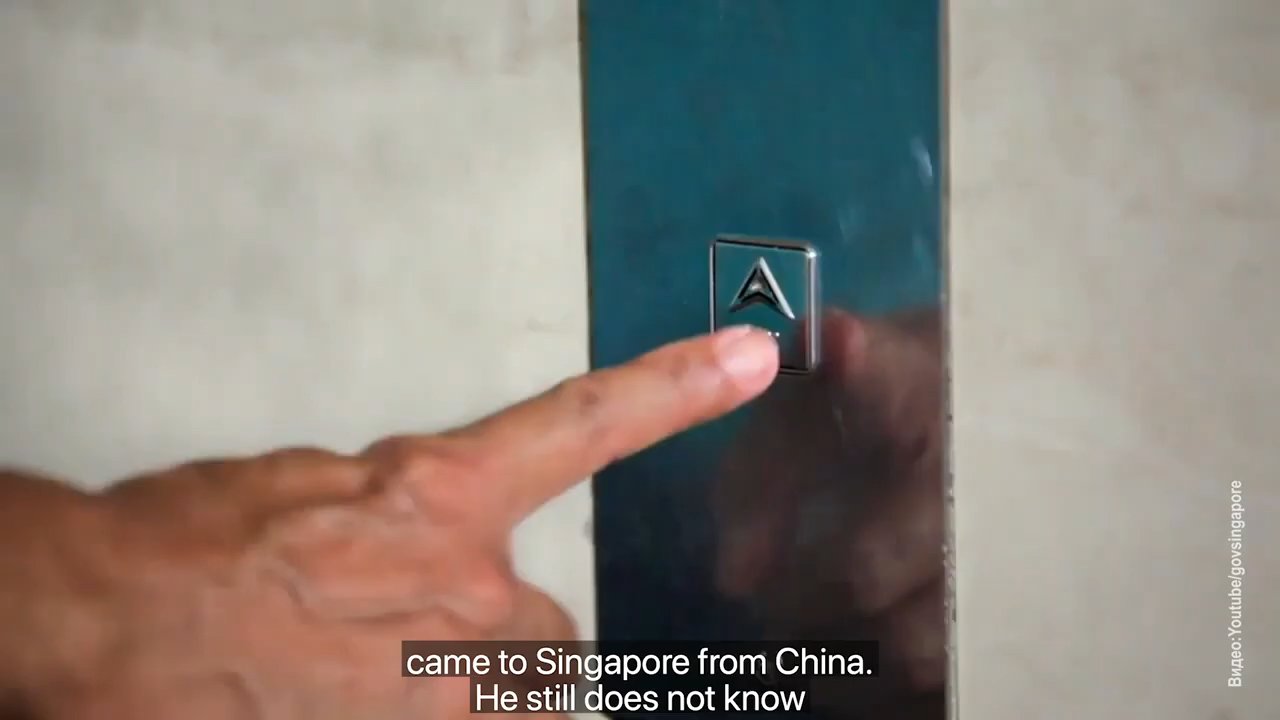 came to Singapore from China.
He still does not know
Видео:Youtube/govsingapore